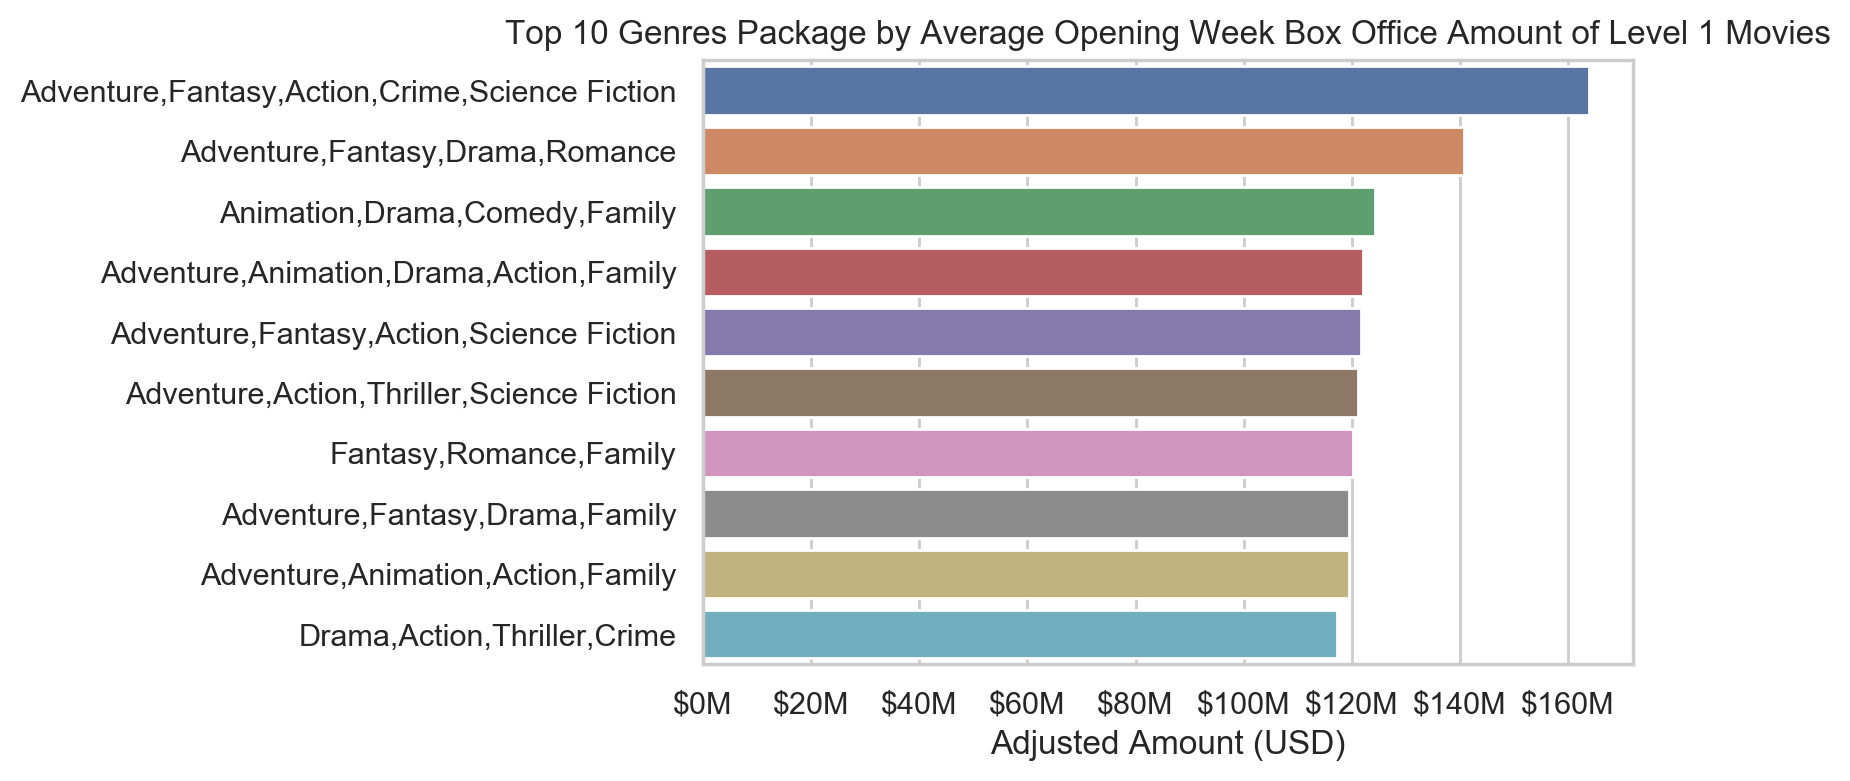 Top 10 Genres Package by Average Opening Week Box Office Amount of Level 1 Movies
Adventure,Fantasy,Action,Crime,Science Fiction
Adventure,Fantasy,Drama,Romance
Animation,Drama,Comedy,Family
Adventure,Animation,Drama,Action,Family
Adventure,Fantasy,Action,Science Fiction
Adventure,Action,Thriller,Science Fiction
Fantasy,Romance,Family
Adventure,Fantasy,Drama,Family
Adventure,Animation,Action,Family
Drama,Action,Thriller,Crime
$0M $20M $40M $60M $80M $100M $120M $140M $160M
Adjusted Amount (USD)